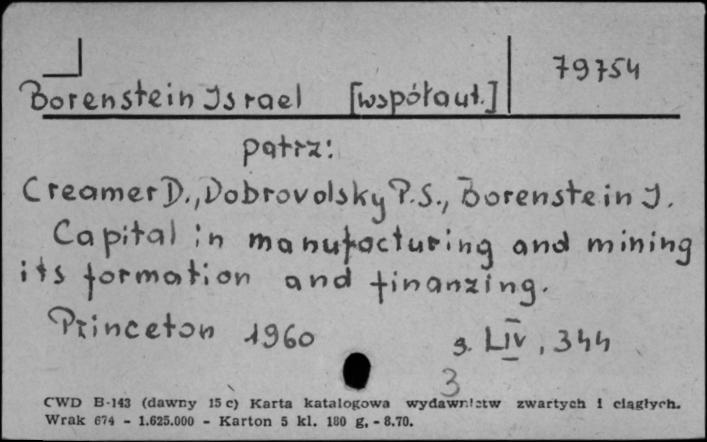 79754
Borenstein Israel [współaut.]
patrz:
Creamer D., Dobrovolsky P.S., Borenstein J.
Capital in manufacturing and mining
its formation and finanzing.
Princeton 1960 s. LIV, 344
3
CWD B-143 (dawny 15 c) Karta katalogowa wydawnictw zwartych i ciągłych.
Wrak 674 - 1.625.000 - Karton 5 kl. 180 g. - 8.70.